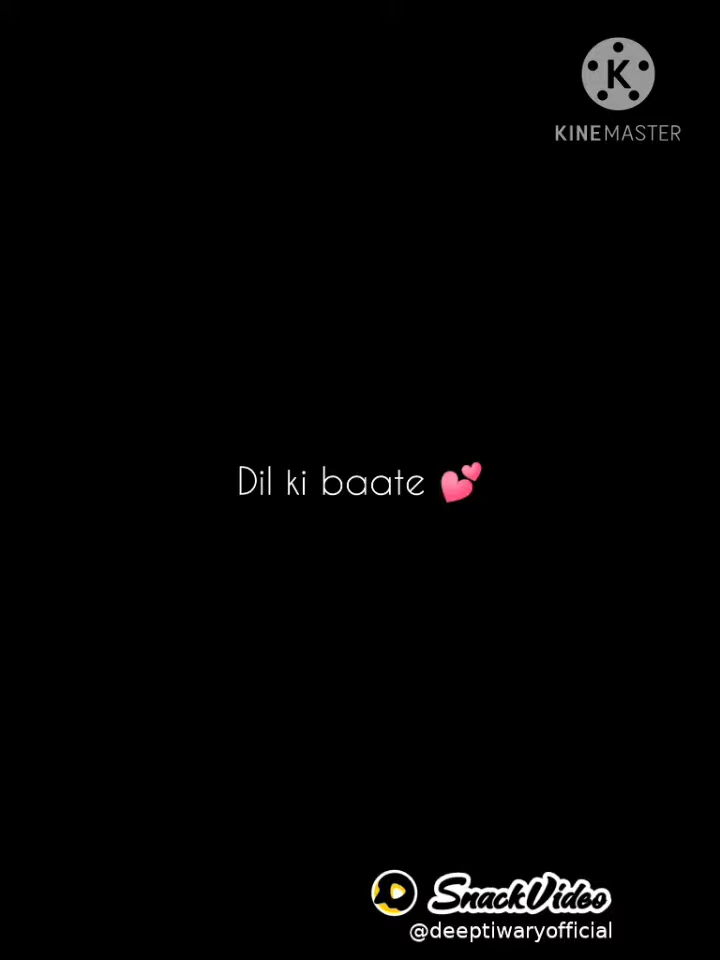 K
KINEMASTER
Dil ki baate 💕
SnackVideo
@deeptiwaryofficial